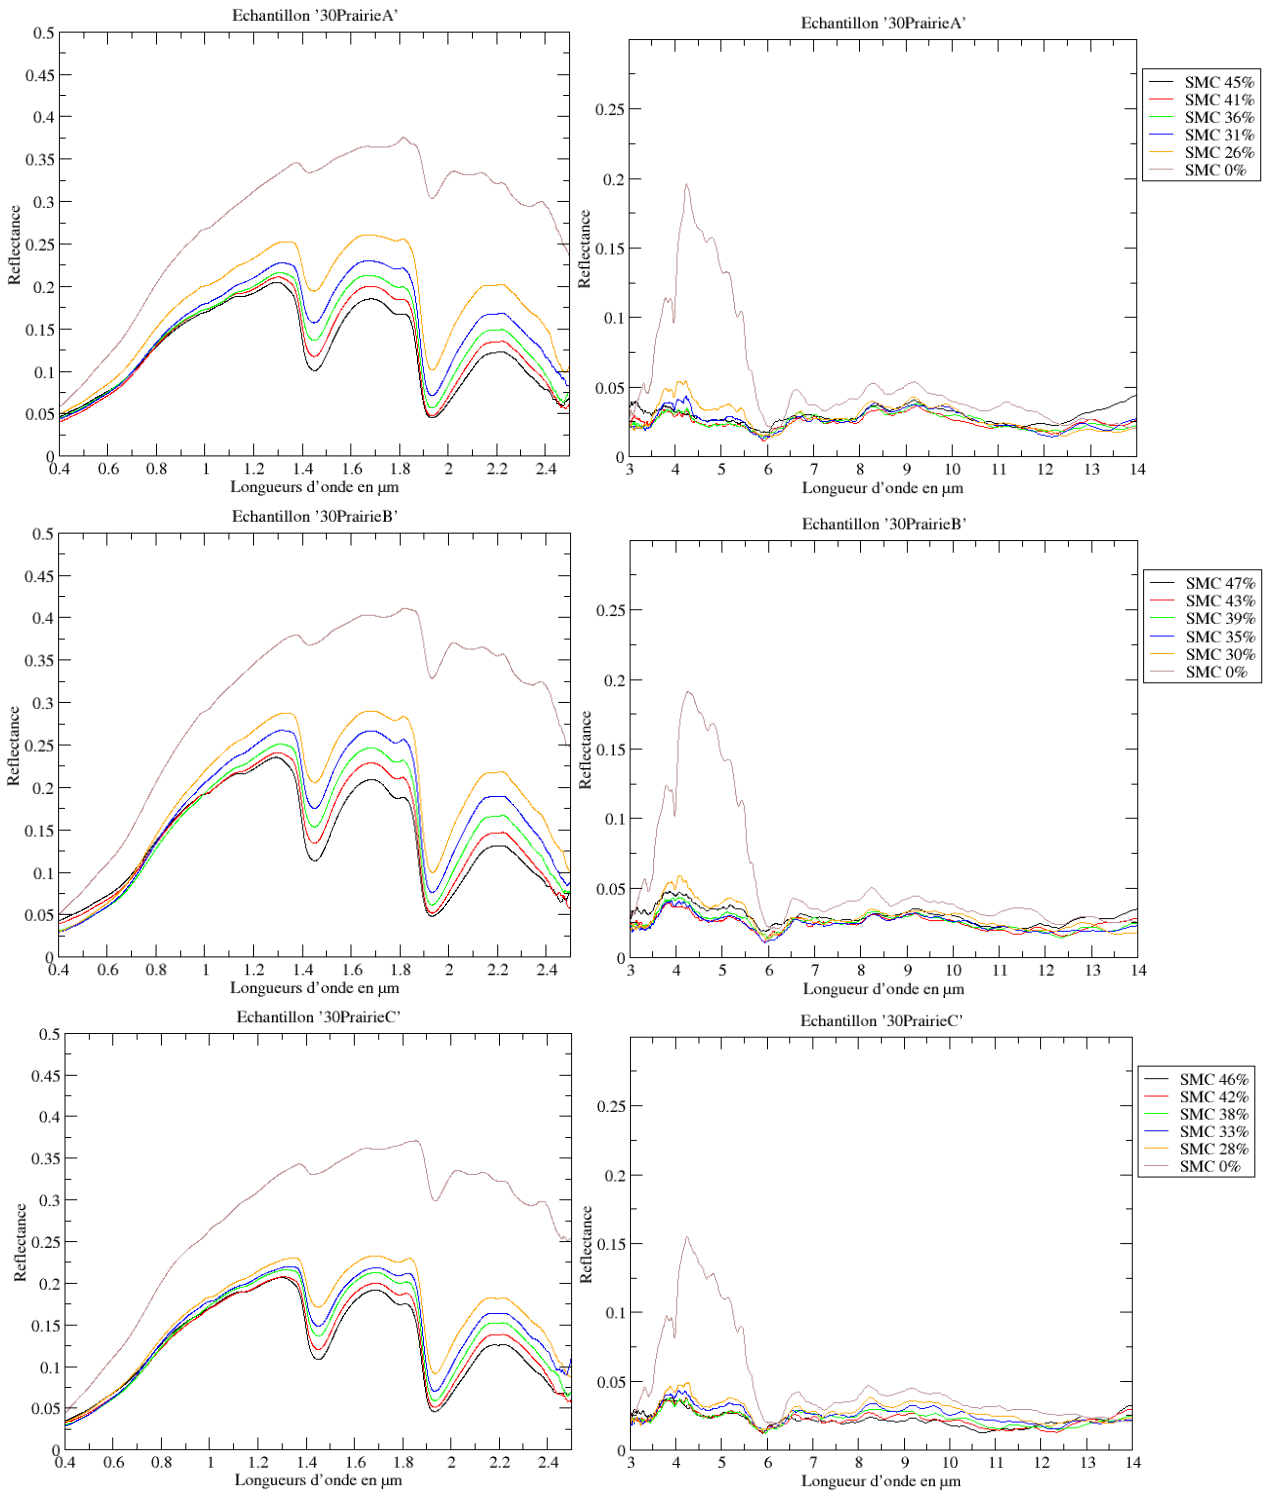 Echantillon '30PrairieA'
Reflectance
0.5
0.45
0.4
0.35
0.3
0.25
0.2
0.15
0.1
0.05
0
0.4 0.6 0.8 1 1.2 1.4 1.6 1.8 2 2.2 2.4
Longueurs d'onde en µm
Echantillon '30PrairieA'
Reflectance
0.25
0.2
0.15
0.1
0.05
0
3 4 5 6 7 8 9 10 11 12 13 14
Longueur d'onde en µm
SMC 45%
SMC 41%
SMC 36%
SMC 31%
SMC 26%
SMC 0%
Echantillon '30PrairieB'
Reflectance
0.5
0.45
0.4
0.35
0.3
0.25
0.2
0.15
0.1
0.05
0
0.4 0.6 0.8 1 1.2 1.4 1.6 1.8 2 2.2 2.4
Longueurs d'onde en µm
Echantillon '30PrairieB'
Reflectance
0.25
0.2
0.15
0.1
0.05
0
3 4 5 6 7 8 9 10 11 12 13 14
Longueur d'onde en µm
SMC 47%
SMC 43%
SMC 39%
SMC 35%
SMC 30%
SMC 0%
Echantillon '30PrairieC'
Reflectance
0.5
0.45
0.4
0.35
0.3
0.25
0.2
0.15
0.1
0.05
0
0.4 0.6 0.8 1 1.2 1.4 1.6 1.8 2 2.2 2.4
Longueurs d'onde en µm
Echantillon '30PrairieC'
Reflectance
0.25
0.2
0.15
0.1
0.05
0
3 4 5 6 7 8 9 10 11 12 13 14
Longueur d'onde en µm
SMC 46%
SMC 42%
SMC 38%
SMC 33%
SMC 28%
SMC 0%